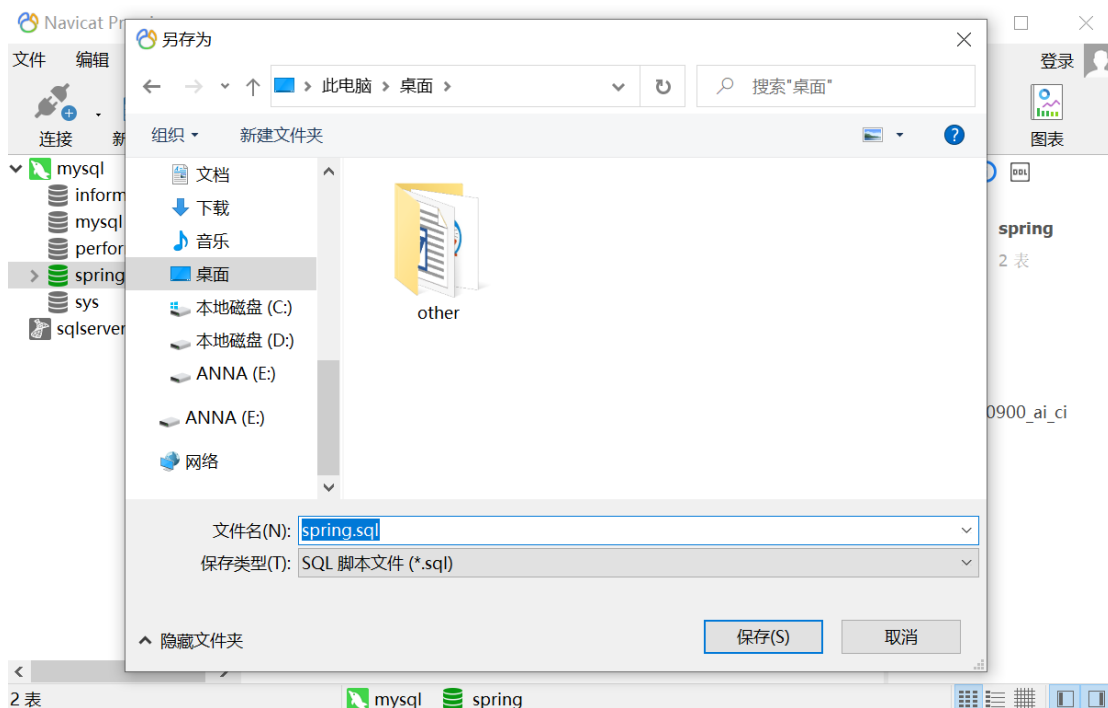 Navicat Pr
另存为
文件 编辑
登录
此电脑 桌面
搜索"桌面"
连接 新
组织 新建文件夹
图表
mysql
inform
mysql
perfor
spring
sys
sqlserver
文档
下载
音乐
桌面
本地磁盘 (C:)
本地磁盘 (D:)
ANNA (E:)
ANNA (E:)
网络
other
DDL
spring
2 表
0900_ai_ci
文件名(N): spring.sql
保存类型(T): SQL 脚本文件 (*.sql)
隐藏文件夹
保存(S) 取消
2 表 mysql spring